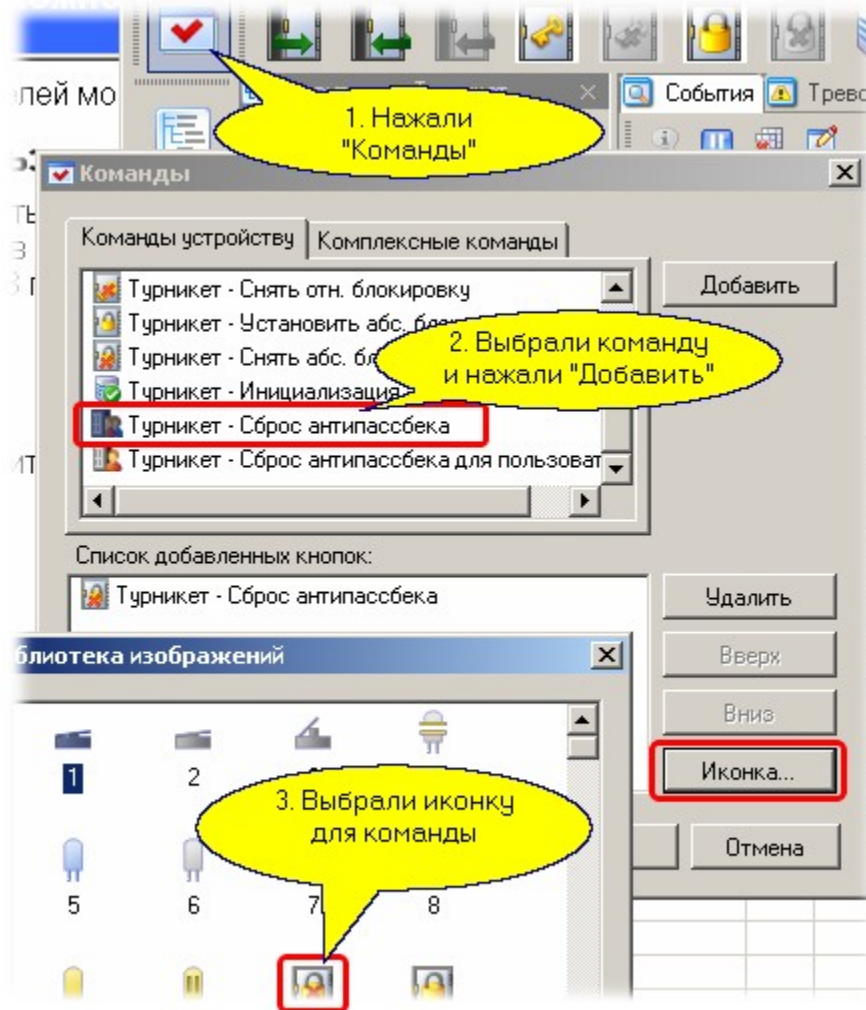 лей мо
События
Трево
1. Нажали
"Команды"
Команды
Команды устройству
Комплексные команды
Турникет - Снять отн. блокировку
Добавить
Турникет - Установить абс.
Турникет - Снять абс.
2. Выбрали команду
и нажали "Добавить"
Турникет - Инициализация
Турникет - Сброс антипассбека
Турникет - Сброс антипассбека для пользоват
Список добавленных кнопок:
Турникет - Сброс антипассбека
Удалить
блиотека изображений
Вверх
Вниз
1
2
Иконка...
3. Выбрали иконку
для команды
Отмена
5
6
7
8